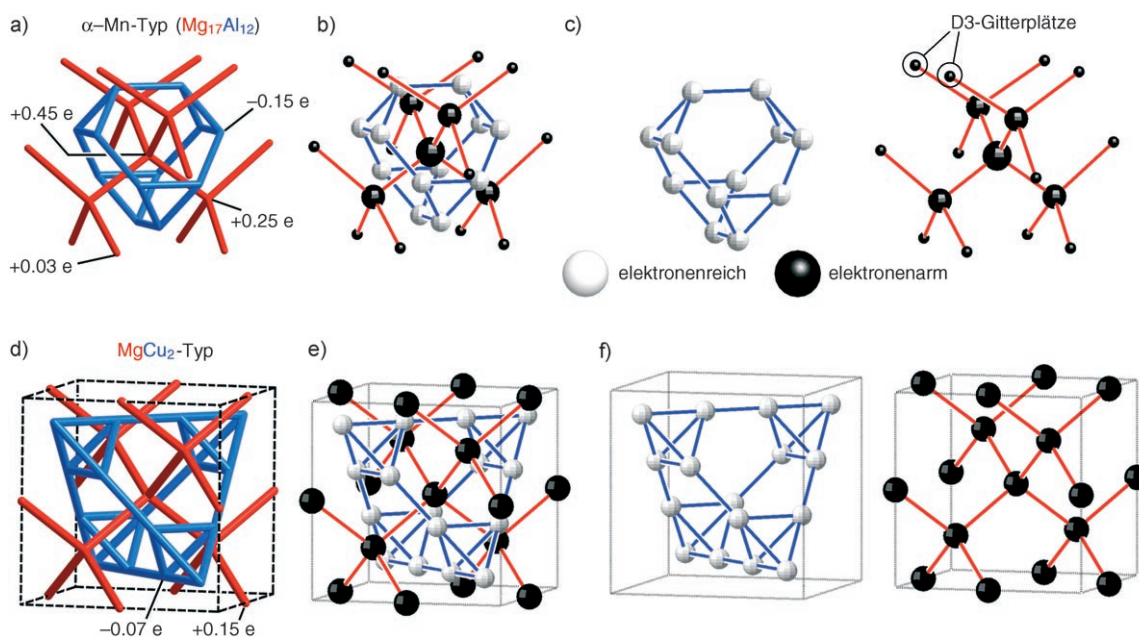 a) α–Mn-Typ (Mg₁₇Al₁₂)
b)
c)
D3-Gitterplätze
+0.45 e
–0.15 e
+0.25 e
+0.03 e
elektronenreich
elektronenarm
d) MgCu₂-Typ
e)
f)
–0.07 e
+0.15 e